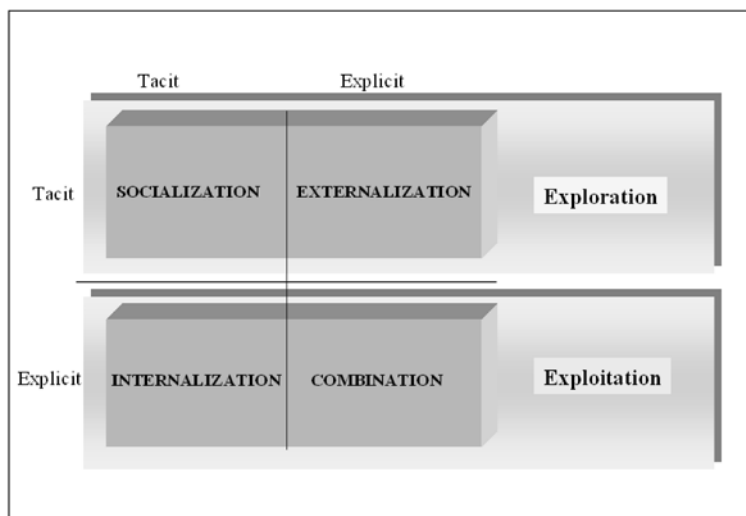 Tacit Explicit
Tacit
SOCIALIZATION EXTERNALIZATION
Exploration
Explicit
INTERNALIZATION COMBINATION
Exploitation